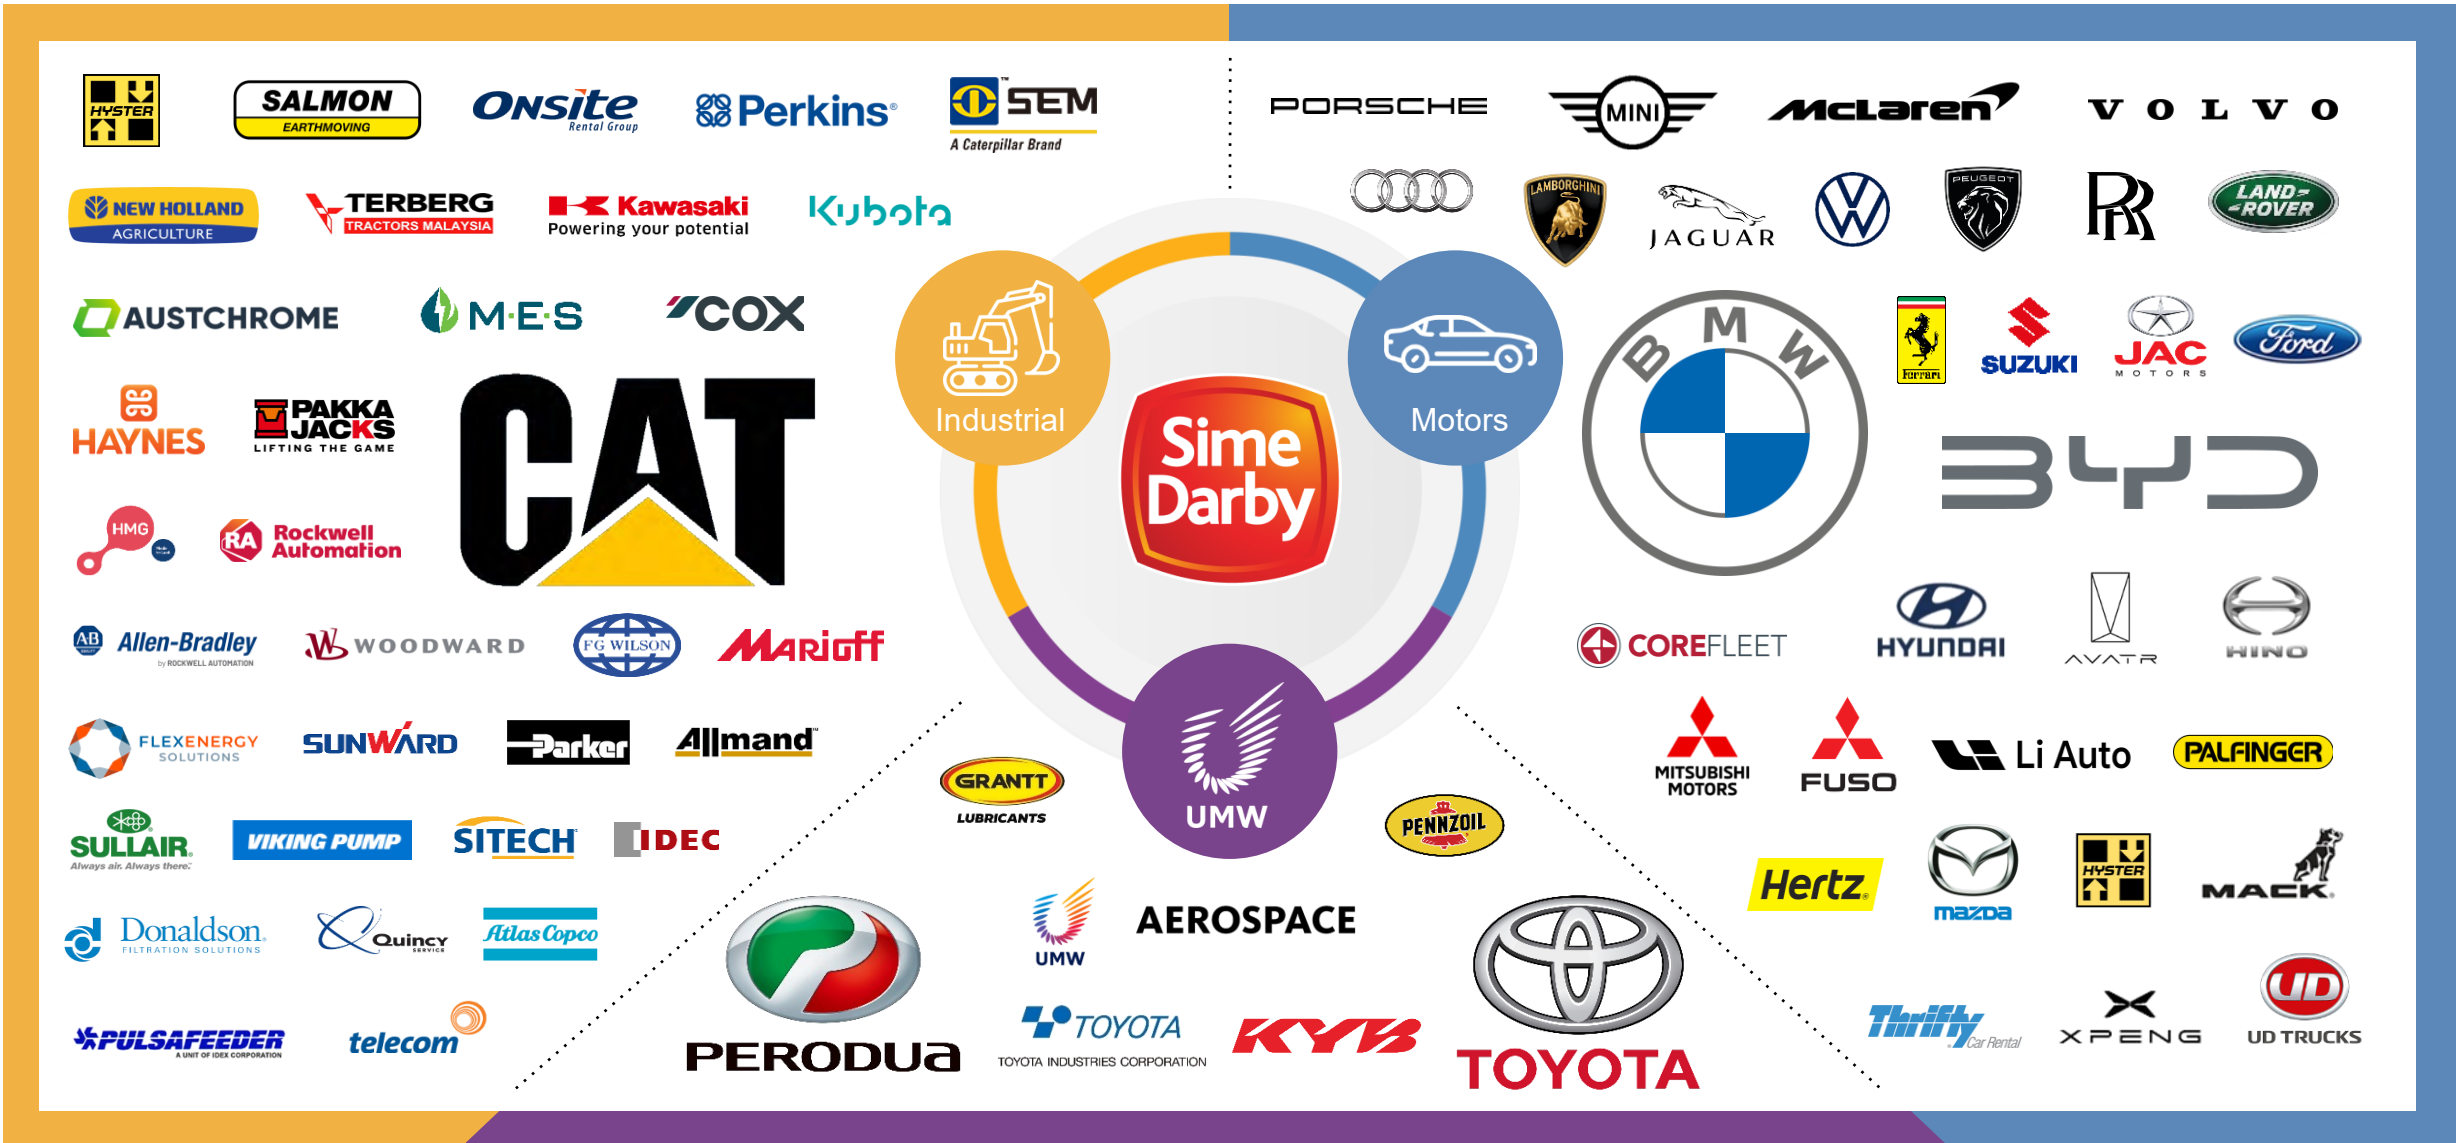 HYSTER
SALMON
EARTHMOVING
Onsite
Rental Group
Perkins®
SEM™
A Caterpillar Brand
NEW HOLLAND
AGRICULTURE
TERBERG
TRACTORS MALAYSIA
Kawasaki
Powering your potential
Kubota
AUSTCHROME
M·E·S
COX
HAYNES
PAKKA
JACKS
LIFTING THE GAME
CAT
HMG
RA
Rockwell
Automation
AB
Allen-Bradley
by ROCKWELL AUTOMATION
WOODWARD
FG WILSON
Marioff
FLEXENERGY
SOLUTIONS
SUNWARD
Parker
Allmand™
SULLAIR®
Always air. Always there.
VIKING PUMP
SITECH
IDEC
Donaldson®
FILTRATION SOLUTIONS
Quincy
SERVICE
Atlas Copco
PULSAFEEDER
A UNIT OF IDEX CORPORATION
telecom
Industrial
Sime
Darby
Motors
UMW
PORSCHE
MINI
McLaren
VOLVO
LAMBORGHINI
JAGUAR
VW
PEUGEOT
RR
LAND-
-ROVER
BMW
Ferrari
SUZUKI
JAC
MOTORS
Ford
BYD
COREFLEET
HYUNDAI
AVATR
HINO
MITSUBISHI
MOTORS
FUSO
Li Auto
PALFINGER
Hertz®
mazda
HYSTER
MACK®
Thrifty
Car Rental
XPENG
UD
UD TRUCKS
GRANTT
LUBRICANTS
PENNZOIL
PERODUA
UMW
AEROSPACE
TOYOTA
TOYOTA INDUSTRIES CORPORATION
KYB
TOYOTA